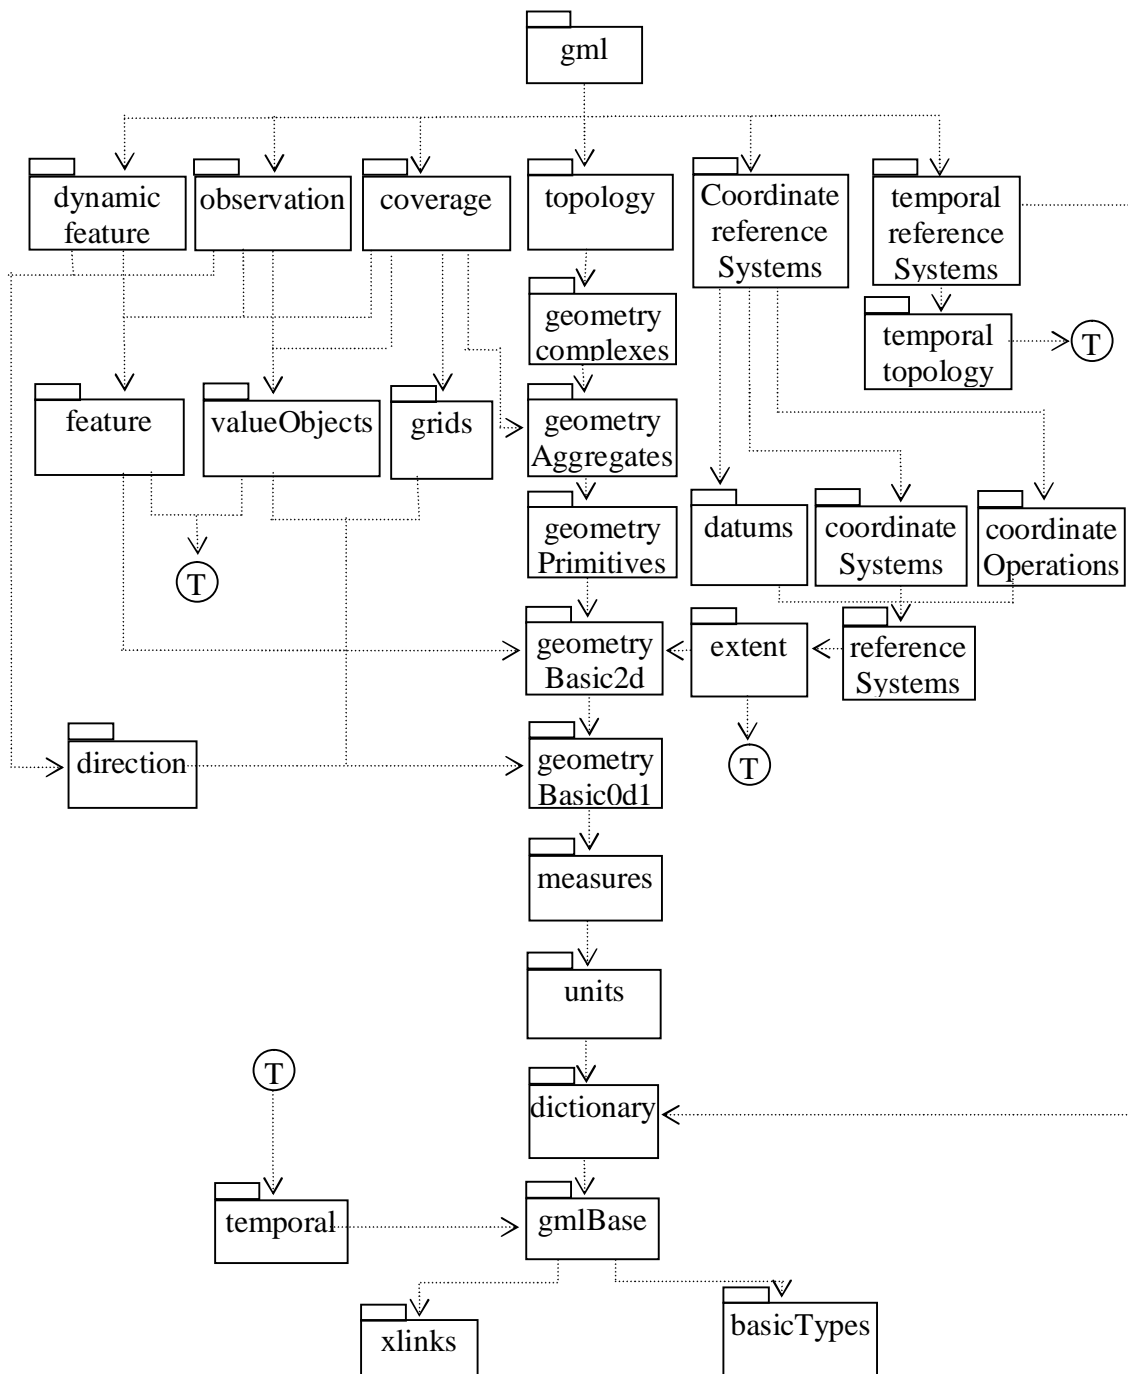 gml
dynamic
feature
observation
coverage
topology
Coordinate
reference
Systems
temporal
reference
Systems
geometry
complexes
temporal
topology
T
feature
valueObjects
grids
geometry
Aggregates
geometry
Primitives
datums
coordinate
Systems
coordinate
Operations
T
geometry
Basic2d
extent
reference
Systems
direction
geometry
Basic0d1
T
measures
units
T
dictionary
temporal
gmlBase
xlinks
basicTypes